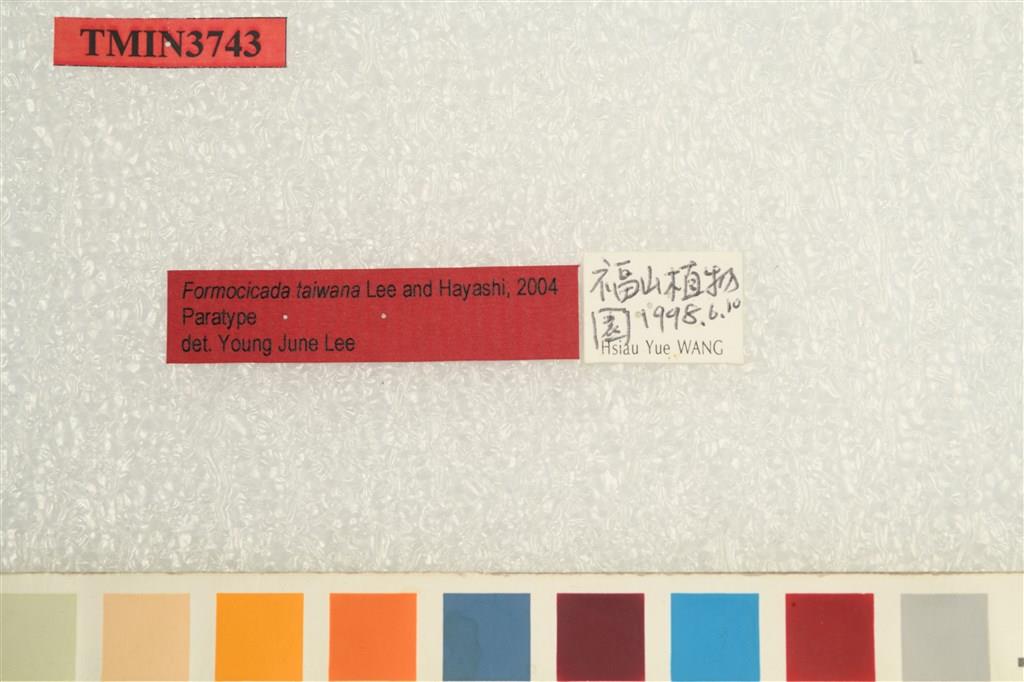 TMIN3743
Formocicada taiwana Lee and Hayashi, 2004
Paratype
det. Young June Lee
福山植物
園 1998.6.10
Hsiau Yue WANG